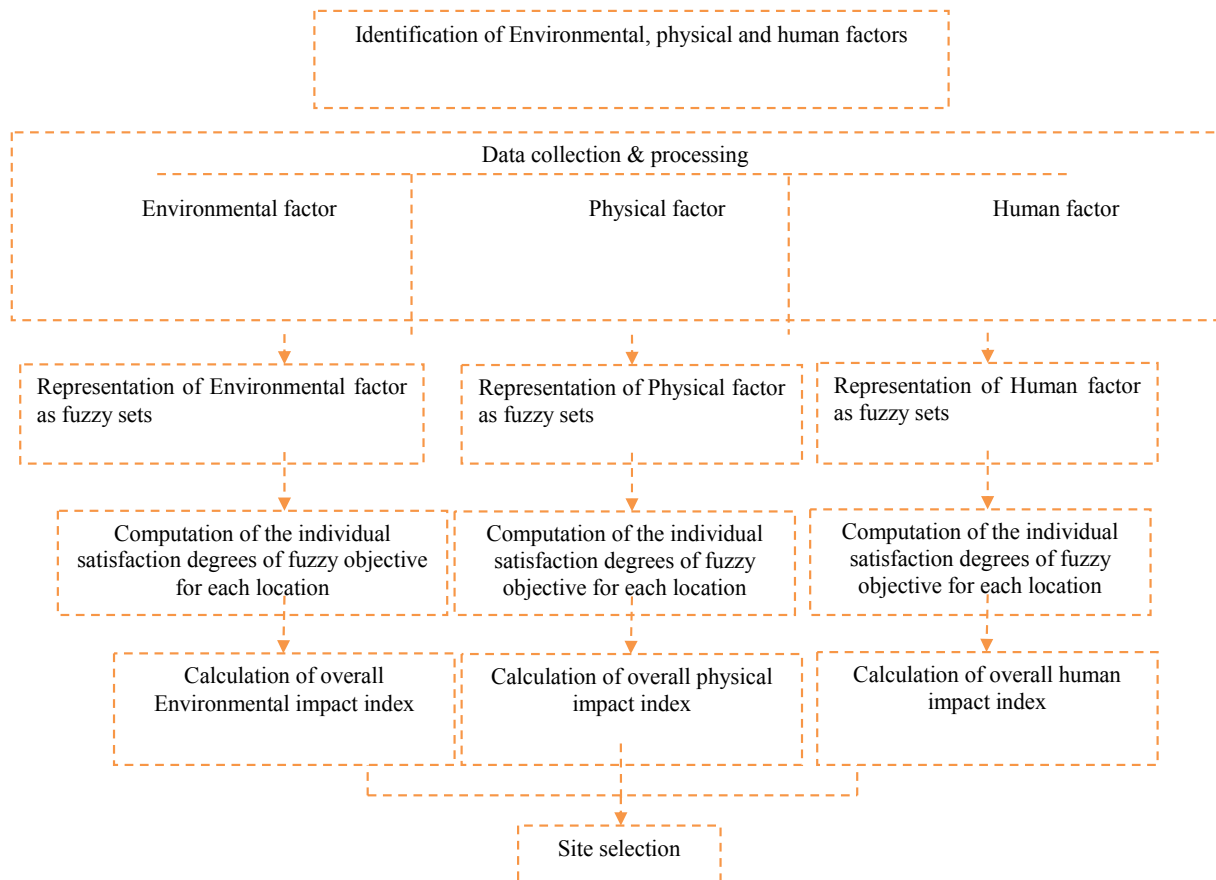 Identification of Environmental, physical and human factors
Data collection & processing
Environmental factor
Physical factor
Human factor
Representation of Environmental factor
as fuzzy sets
Representation of Physical factor
as fuzzy sets
Representation of Human factor
as fuzzy sets
Computation of the individual
satisfaction degrees of fuzzy objective
for each location
Computation of the individual
satisfaction degrees of fuzzy
objective for each location
Computation of the individual
satisfaction degrees of fuzzy
objective for each location
Calculation of overall
Environmental impact index
Calculation of overall physical
impact index
Calculation of overall human
impact index
Site selection